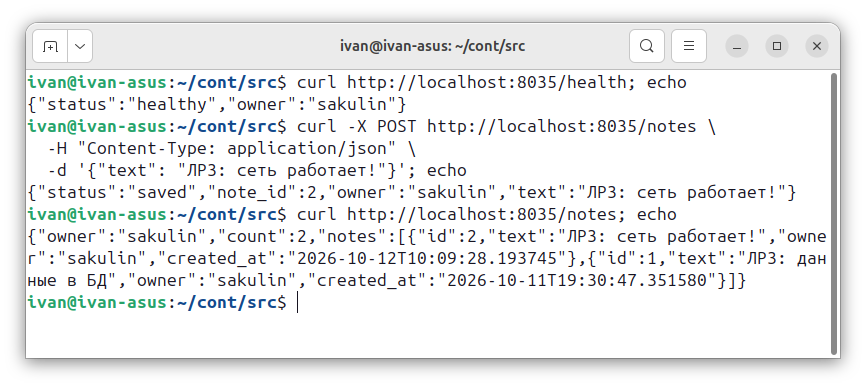 ivan@ivan-asus: ~/cont/src
ivan@ivan-asus:~/cont/src$ curl http://localhost:8035/health; echo
{"status":"healthy","owner":"sakulin"}
ivan@ivan-asus:~/cont/src$ curl -X POST http://localhost:8035/notes \
  -H "Content-Type: application/json" \
  -d '{"text": "ЛР3: сеть работает!"}'; echo
{"status":"saved","note_id":2,"owner":"sakulin","text":"ЛР3: сеть работает!"}
ivan@ivan-asus:~/cont/src$ curl http://localhost:8035/notes; echo
{"owner":"sakulin","count":2,"notes":[{"id":2,"text":"ЛР3: сеть работает!","owne
r":"sakulin","created_at":"2026-10-12T10:09:28.193745"},{"id":1,"text":"ЛР3: дан
ные в БД","owner":"sakulin","created_at":"2026-10-11T19:30:47.351580"}]}
ivan@ivan-asus:~/cont/src$